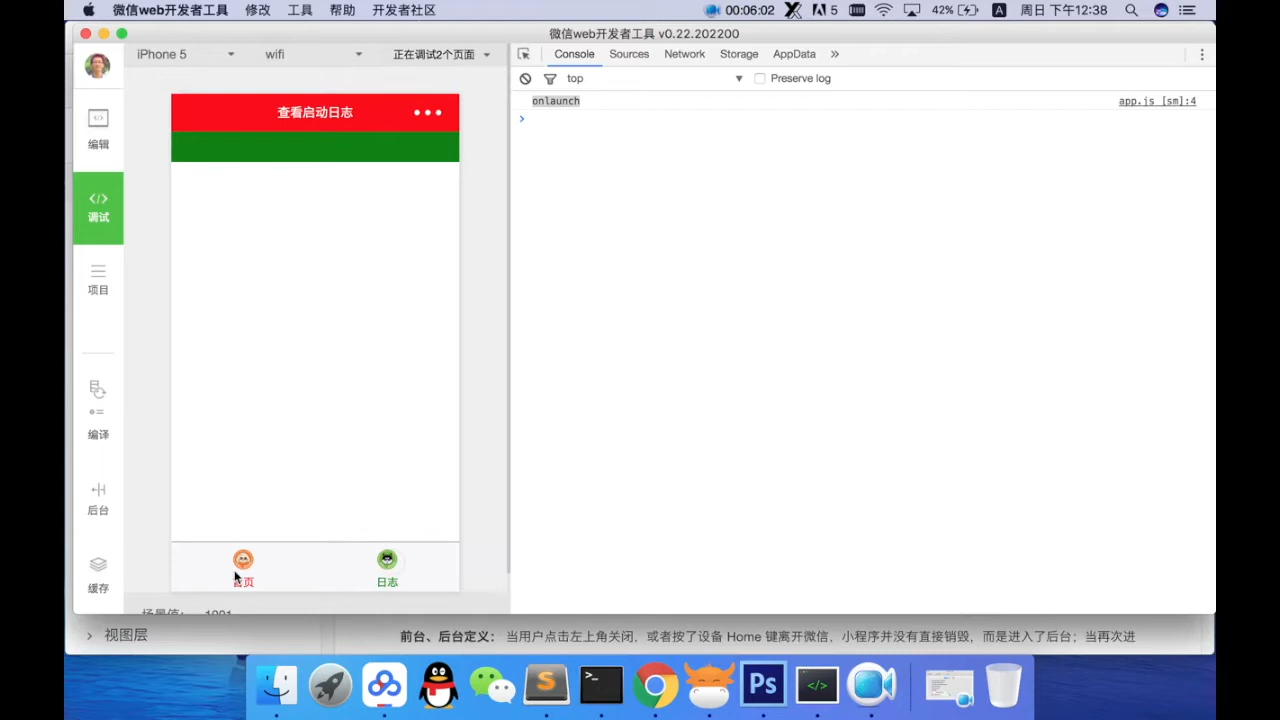 微信web开发者工具 修改 工具 帮助 开发者社区 00:06:02 5 42% A 周日 下午12:38
微信web开发者工具 v0.22.202200
iPhone 5 wifi 正在调试2个页面
Console Sources Network Storage AppData »
top Preserve log
查看启动日志
onlaunch app.js [sm]:4
编辑
</>
调试
项目
编译
后台
缓存
首页 日志
场景值: 1001
视图层
前台、后台定义： 当用户点击左上角关闭，或者按了设备 Home 键离开微信，小程序并没有直接销毁，而是进入了后台；当再次进
S >_ Ps </>